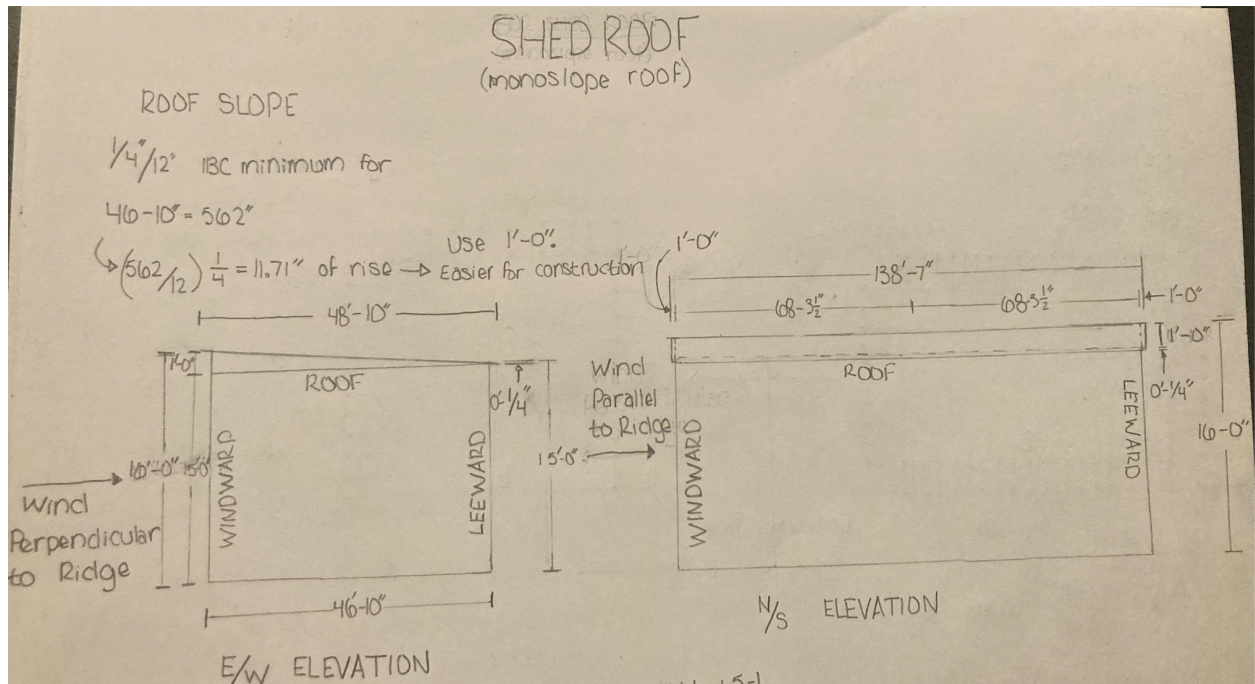 SHED ROOF
(monoslope roof)
ROOF SLOPE
1/4"/12" IBC minimum for
46-10" = 562"
(562/12) 1/4 = 11.71" of rise → Use 1'-0".
Easier for construction
48'-10"
1'-0"
ROOF
0'-1/4"
16'-0"
15'-0"
15'-0"
WINDWARD
LEEWARD
Wind
Perpendicular
to Ridge
46'-10"
E/W ELEVATION
1'-0"
138'-7"
68-3 1/2"
68-3 1/2"
1'-0"
1'-10"
ROOF
0'-1/4"
16-0"
Wind
Parallel
to Ridge
WINDWARD
LEEWARD
N/S ELEVATION